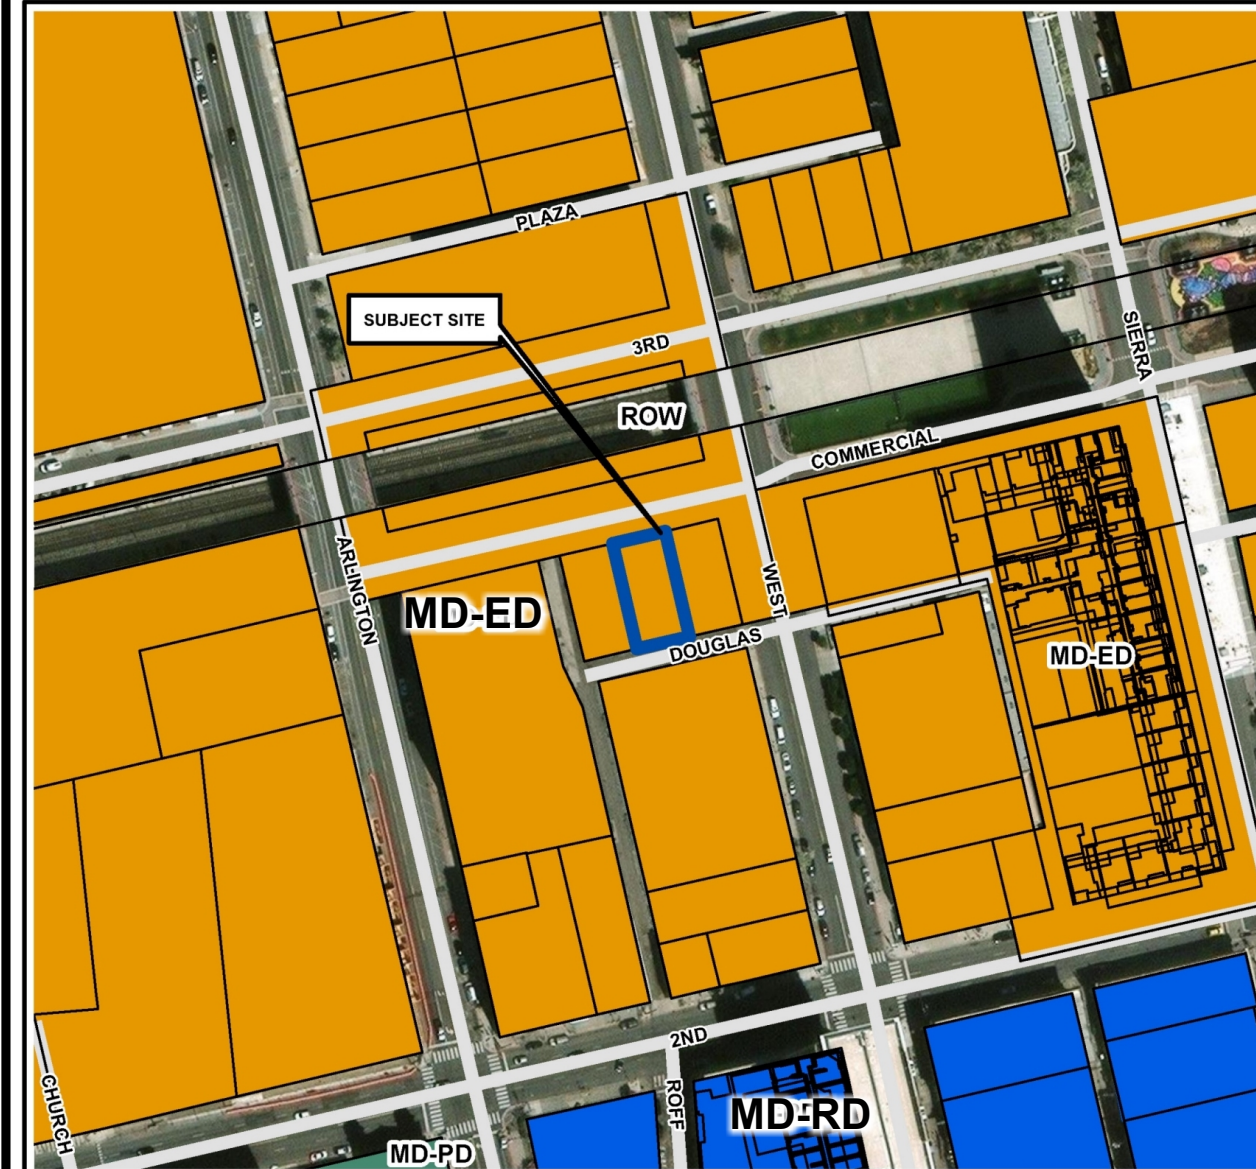 PLAZA
SUBJECT SITE
3RD
SIERRA
ROW
COMMERCIAL
ARLINGTON
WEST
MD-ED
DOUGLAS
MD-ED
2ND
CHURCH
ROFF
MD-RD
MD-PD